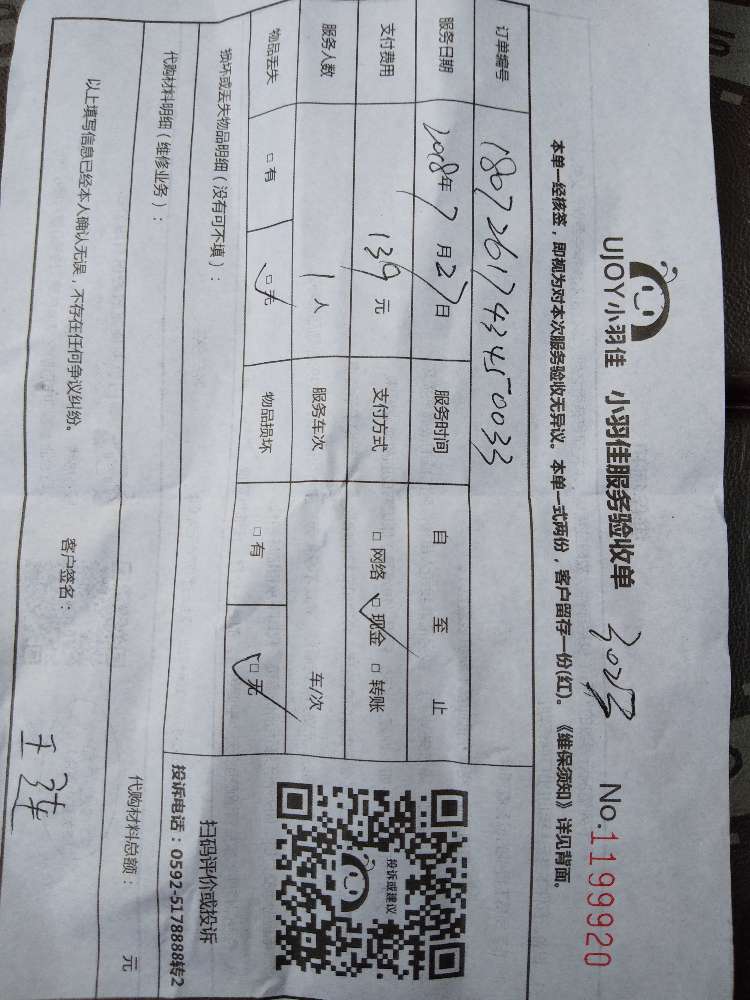 UJOY小羽佳 小羽佳服务验收单 No.1199920
本单一经核签，即视为对本次服务验收无异议。本单一式两份，客户留存一份(红)。《维保须知》详见背面。
订单编号 1807261743450033
服务日期 2018年7月27日 服务时间 自 至 止
支付费用 139元 支付方式 □网络 □现金 □转账
服务人数 1人 服务车次 车/次
物品丢失 □有 □无 物品损坏 □有 □无
损坏或丢失物品明细（没有可不填）：
代购材料明细（维修业务）：
代购材料总额： 元
以上填写信息已经本人确认无误，不存在任何争议纠纷。 客户签名：
投诉或建议
扫码评价或投诉
投诉电话：0592-5178888转2